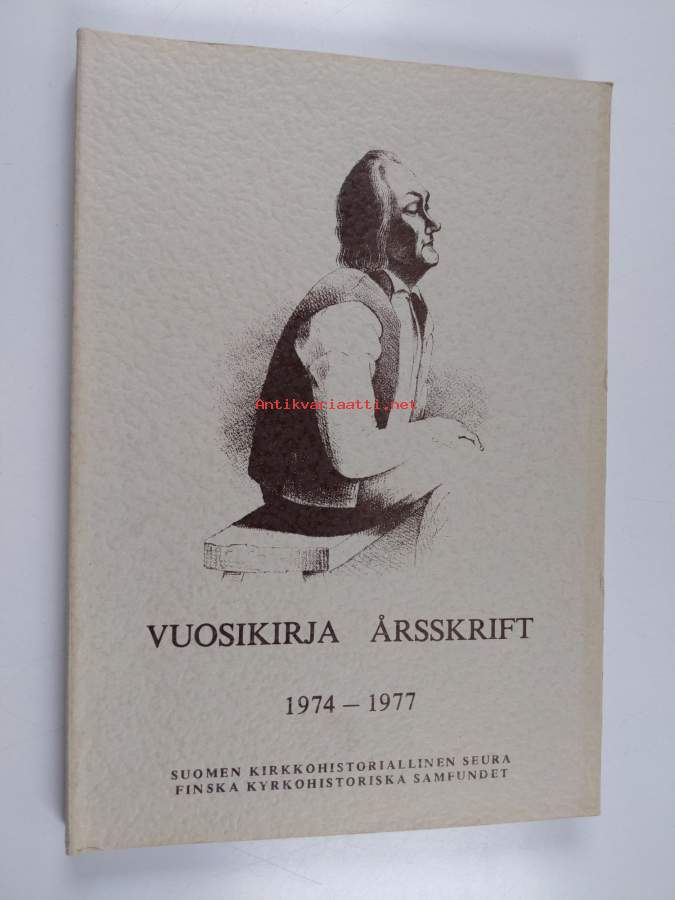 Antikvariaatti.net
VUOSIKIRJA ÅRSSKRIFT
1974 – 1977
SUOMEN KIRKKOHISTORIALLINEN SEURA
FINSKA KYRKOHISTORISKA SAMFUNDET